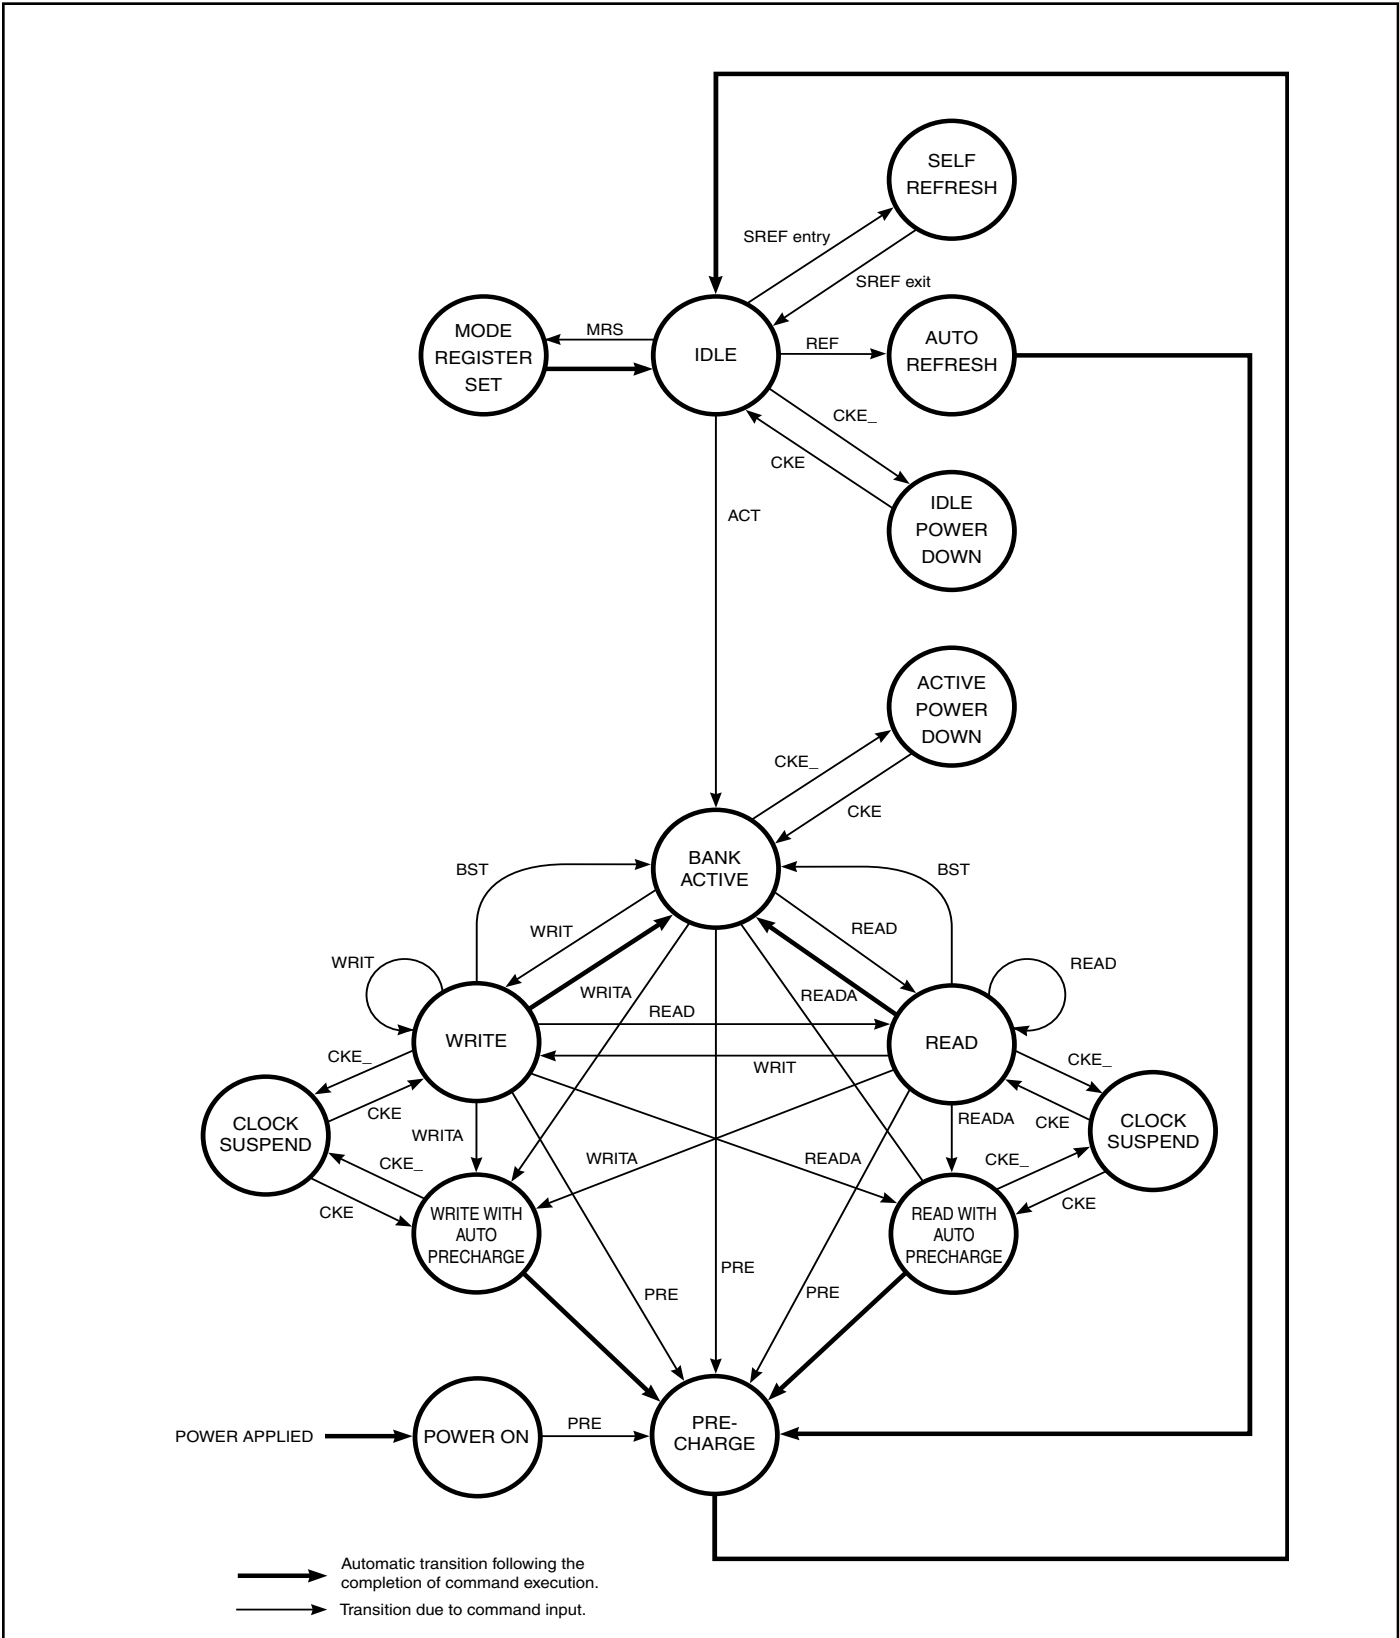 SELF
REFRESH
SREF entry
SREF exit
MODE
REGISTER
SET
MRS
IDLE
REF
AUTO
REFRESH
CKE_
CKE
IDLE
POWER
DOWN
ACT
ACTIVE
POWER
DOWN
CKE_
CKE
BANK
ACTIVE
BST
BST
WRIT
READ
WRIT
READ
WRITA
READA
READ
WRITE
READ
WRIT
CKE_
CKE_
CKE
CKE
CLOCK
SUSPEND
CLOCK
SUSPEND
WRITA
READA
CKE_
WRITA
READA
CKE_
CKE
CKE
WRITE WITH
AUTO
PRECHARGE
READ WITH
AUTO
PRECHARGE
PRE
PRE
PRE
POWER APPLIED
POWER ON
PRE
PRE-
CHARGE
Automatic transition following the
completion of command execution.
Transition due to command input.